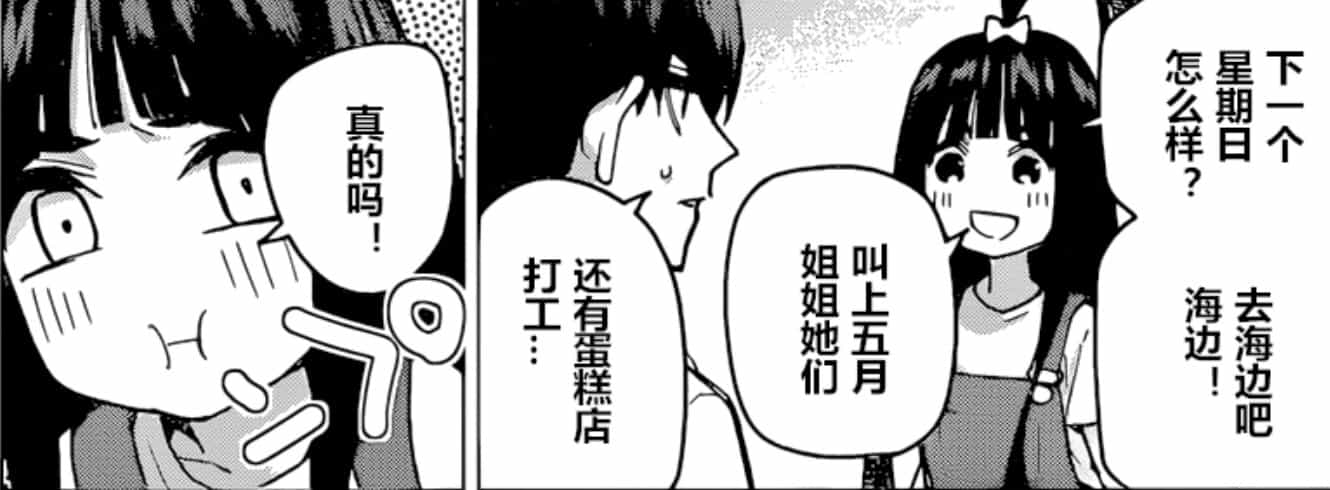 下一个
星期日
怎么样？
去海边吧
海边！
叫上五月
姐姐她们
还有蛋糕店
打工…
真的吗！